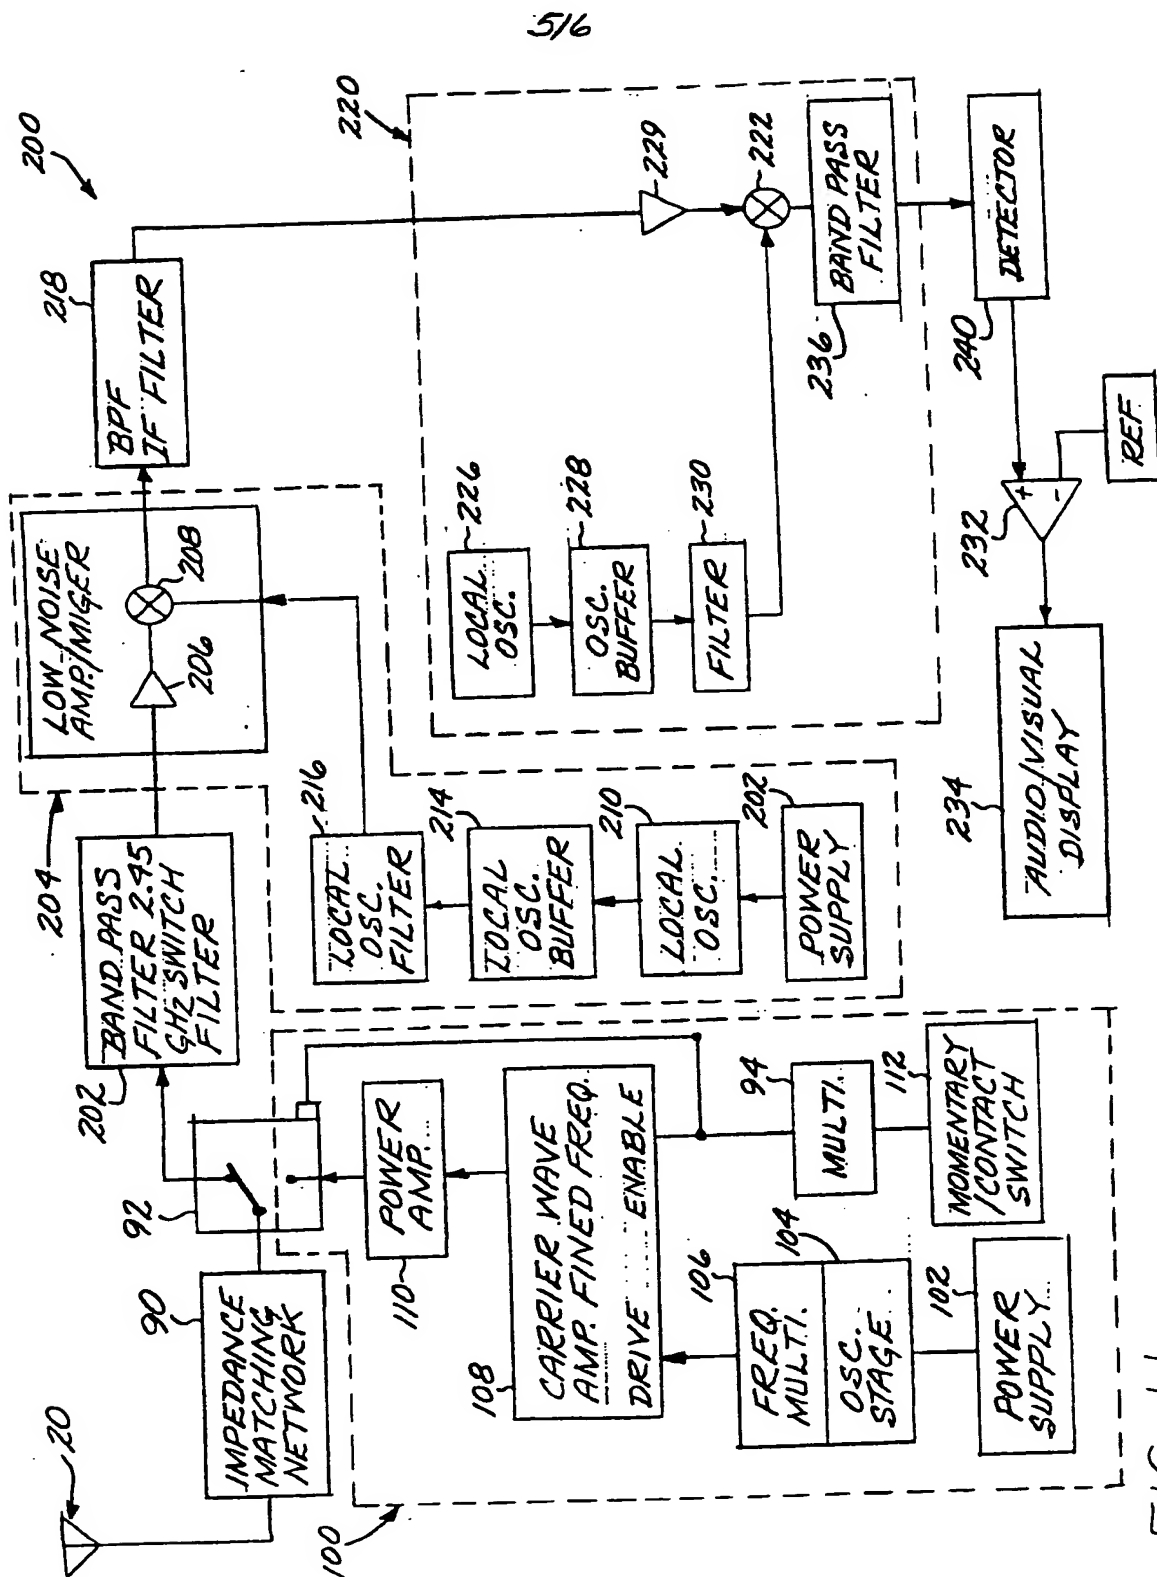 5/6
20
90
IMPEDANCE
MATCHING
NETWORK
92
202
BAND PASS
FILTER 2.45
GHz SWITCH
FILTER
204
LOW NOISE
AMP./MIGER
206
208
218
BPF
IF FILTER
200
216
LOCAL
OSC.
FILTER
214
LOCAL
OSC.
BUFFER
210
LOCAL
OSC.
202
POWER
SUPPLY
220
226
LOCAL
OSC.
228
OSC.
BUFFER
230
FILTER
229
222
236
BAND PASS
FILTER
240
DETECTOR
232
+
-
REF
234
AUDIO/VISUAL
DISPLAY
100
110
POWER
AMP.
108
CARRIER WAVE
AMP. FINED FREQ.
DRIVE ENABLE
106
FREQ.
MULTI.
104
OSC.
STAGE
102
POWER
SUPPLY
94
MULTI.
112
MOMENTARY
/CONTACT
SWITCH